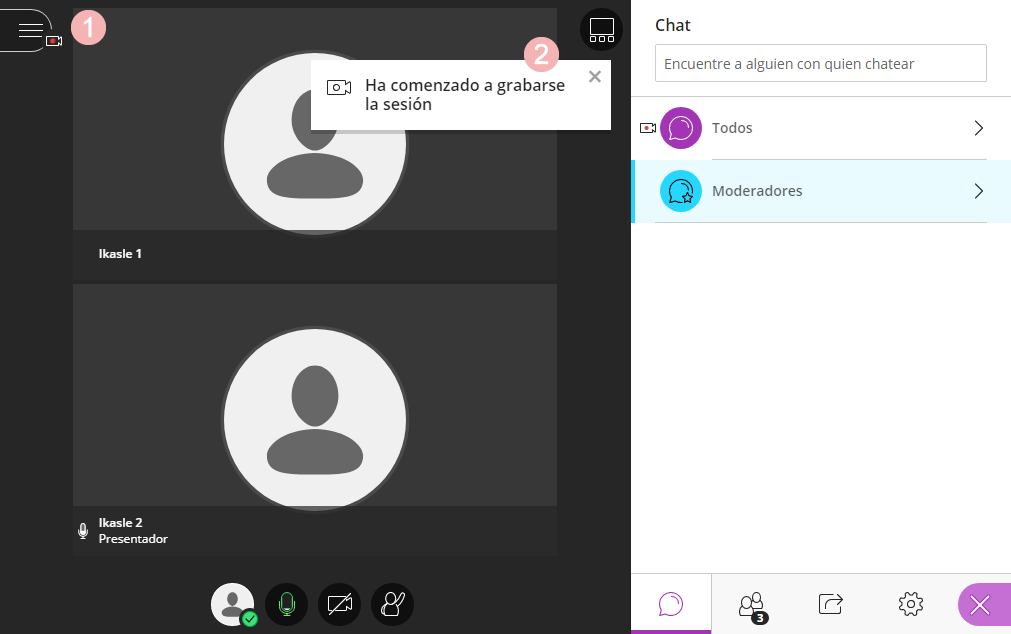 1
2
Ha comenzado a grabarse
la sesión
Ikasle 1
Ikasle 2
Presentador
Chat
Encuentre a alguien con quien chatear
Todos
Moderadores
3